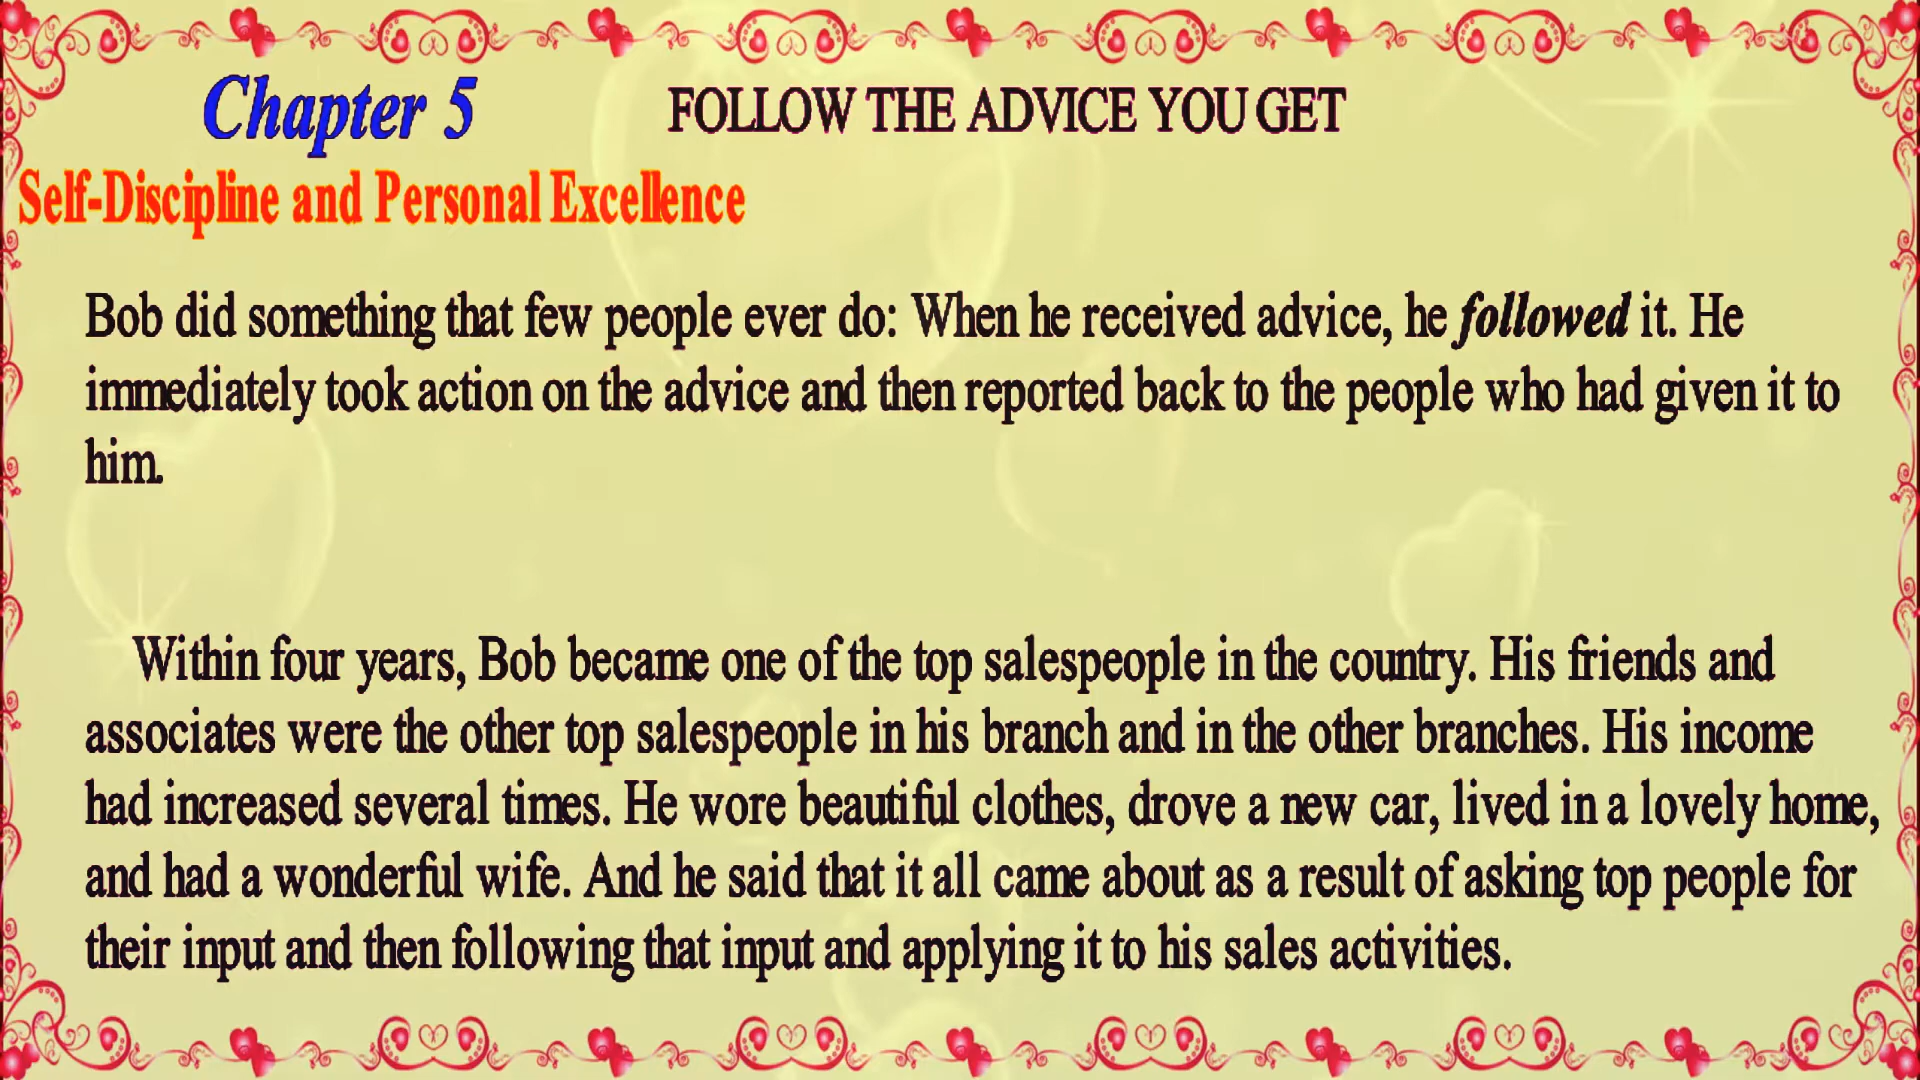 Chapter 5
FOLLOW THE ADVICE YOU GET
Self-Discipline and Personal Excellence
Bob did something that few people ever do: When he received advice, he followed it. He
immediately took action on the advice and then reported back to the people who had given it to
him.
Within four years, Bob became one of the top salespeople in the country. His friends and
associates were the other top salespeople in his branch and in the other branches. His income
had increased several times. He wore beautiful clothes, drove a new car, lived in a lovely home,
and had a wonderful wife. And he said that it all came about as a result of asking top people for
their input and then following that input and applying it to his sales activities.